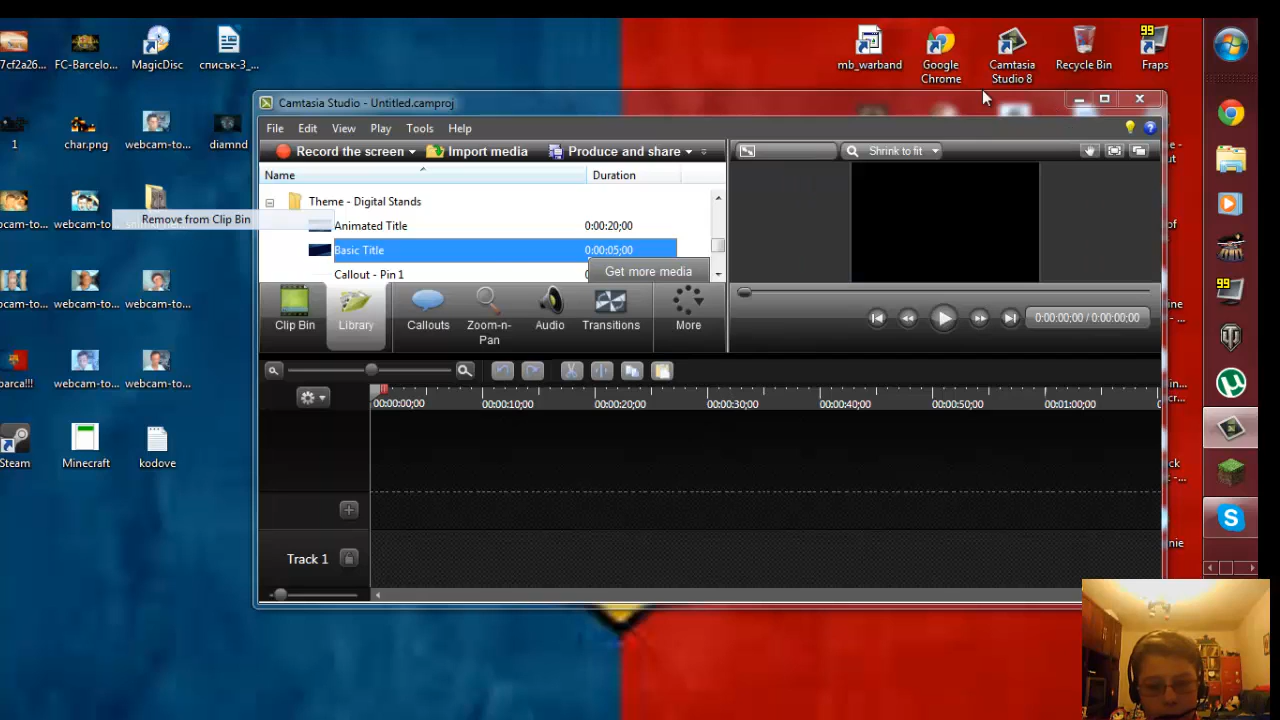 7cf2a26...
FC-Barcelo...
MagicDisc
списък-3_...
mb_warband
Google Chrome
Camtasia Studio 8
Recycle Bin
99
Fraps
1
char.png
webcam-to...
diamnd
Camtasia Studio - Untitled.camproj
File Edit View Play Tools Help
Record the screen
Import media
Produce and share
Shrink to fit
Name
Duration
Theme - Digital Stands
Animated Title 0:00:20;00
Basic Title 0:00:05;00
Callout - Pin 1
Get more media
Remove from Clip Bin
webcam-to...
Clip Bin
Library
Callouts
Zoom-n-Pan
Audio
Transitions
More
0:00:00;00 / 0:00:00;00
99
webcam-to...
webcam-to...
00:00:00;00 00:00:10;00 00:00:20;00 00:00:30;00 00:00:40;00 00:00:50;00 00:01:00;00
barca!!!
webcam-to...
webcam-to...
Steam
Minecraft
kodove
Track 1